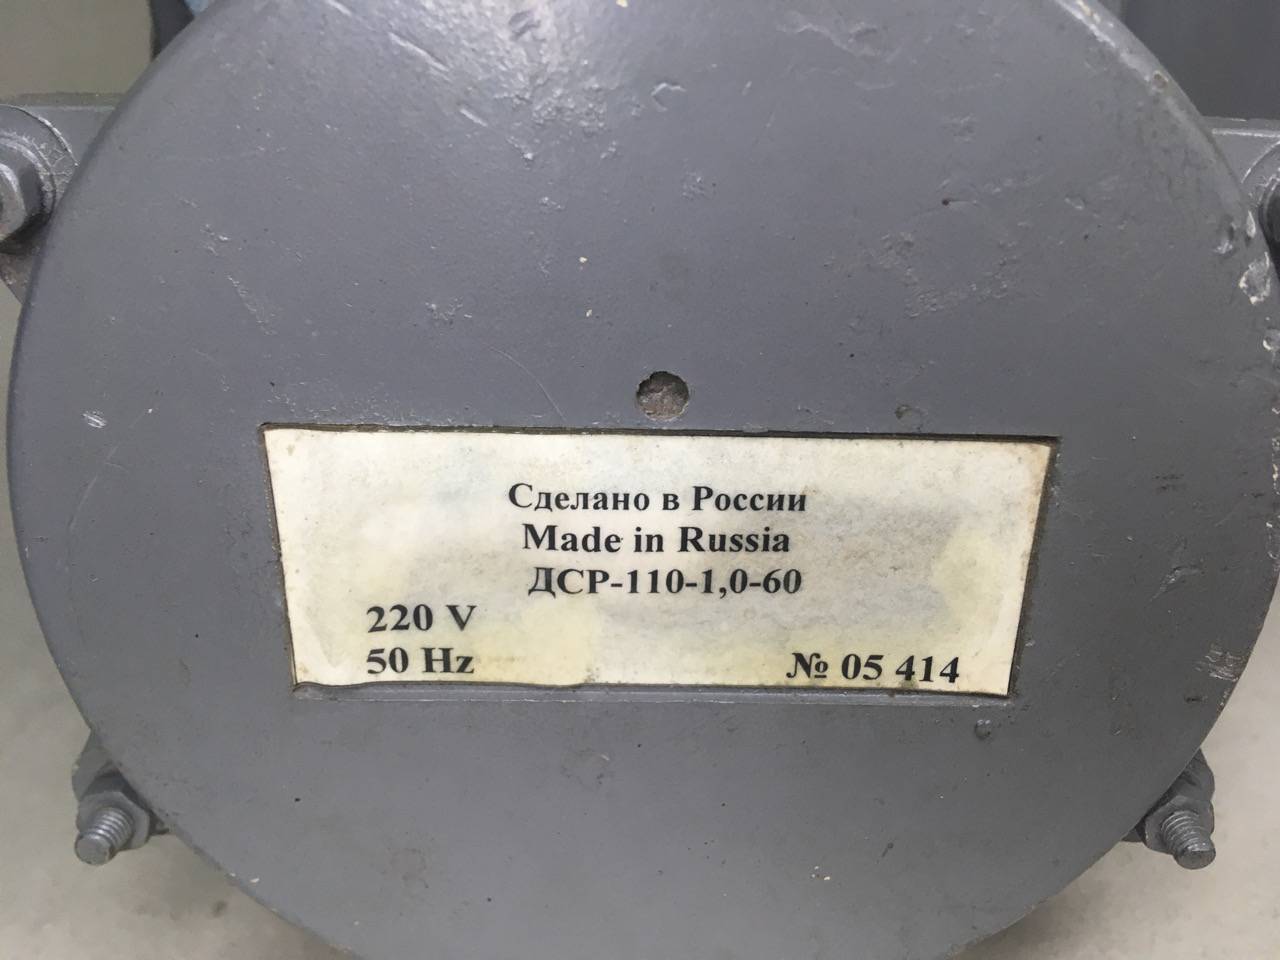 Сделано в России
Made in Russia
ДСР-110-1,0-60
220 V
50 Hz
№ 05 414